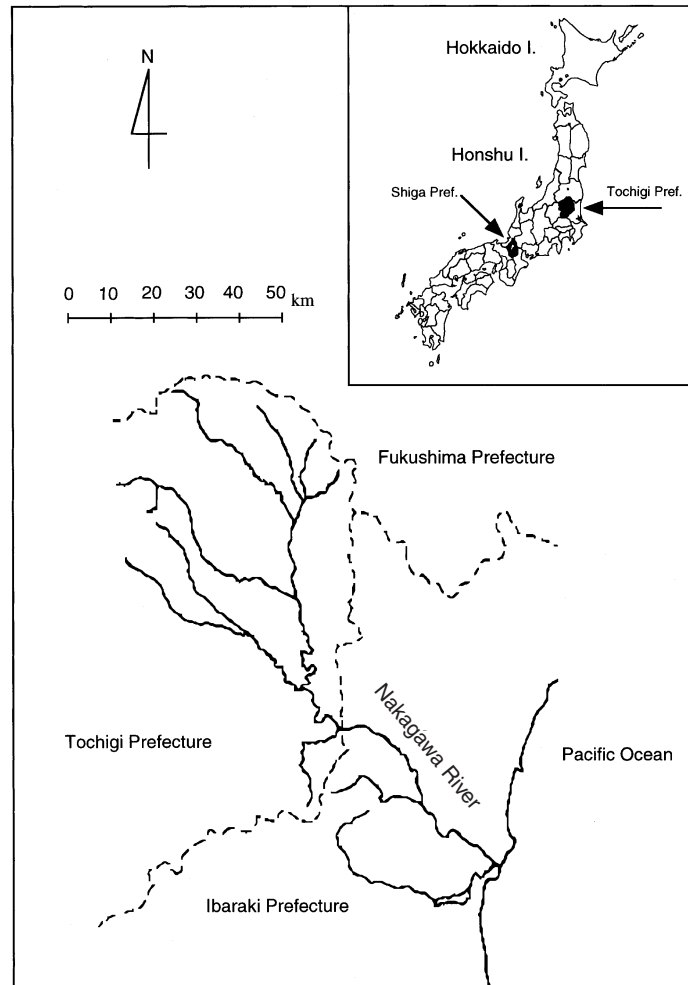 N
Hokkaido I.
Honshu I.
Shiga Pref.
Tochigi Pref.
0 10 20 30 40 50 km
Fukushima Prefecture
Nakagawa River
Tochigi Prefecture
Pacific Ocean
Ibaraki Prefecture